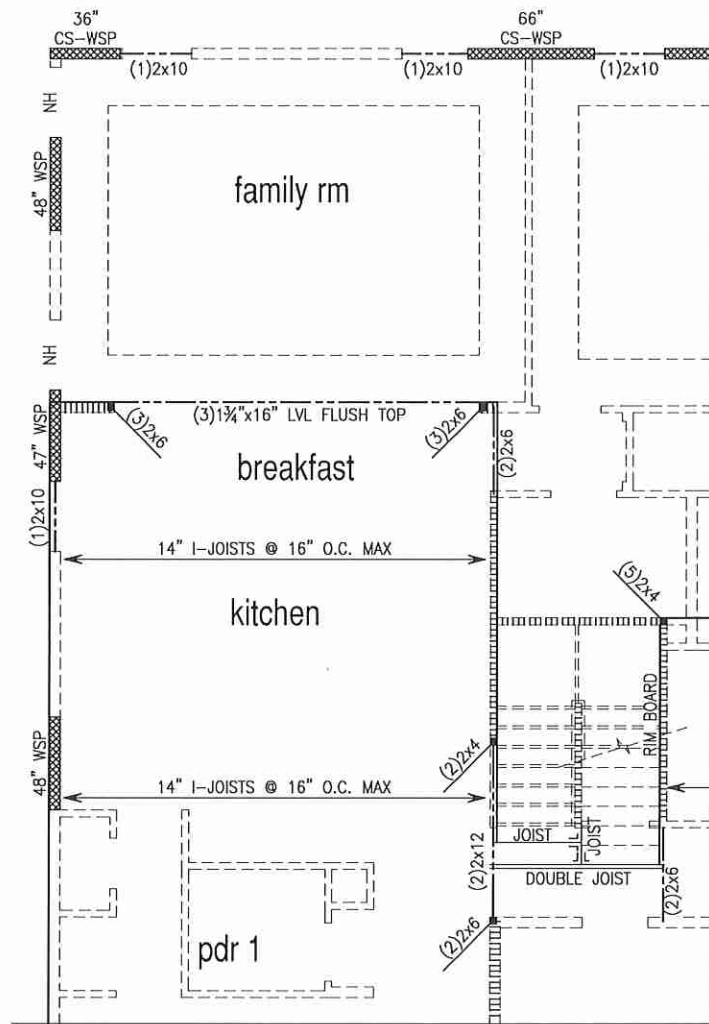 36"
CS-WSP
66"
CS-WSP
(1)2x10
(1)2x10
(1)2x10
NH
48" WSP
family rm
NH
(3)1¾"x16" LVL FLUSH TOP
(3)2x6
(3)2x6
(2)2x6
47" WSP
breakfast
(1)2x10
14" I-JOISTS @ 16" O.C. MAX
kitchen
(5)2x4
RIM BOARD
48" WSP
(2)2x4
14" I-JOISTS @ 16" O.C. MAX
JOIST
JOIST
(2)2x12
DOUBLE JOIST
(2)2x6
(2)2x6
pdr 1